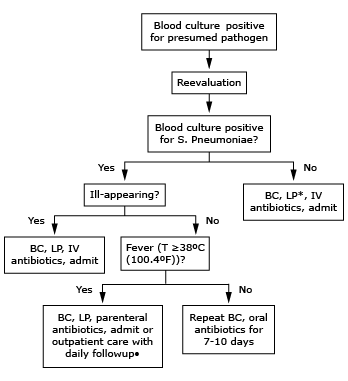 Blood culture positive
for presumed pathogen
Reevaluation
Blood culture positive
for S. Pneumoniae?
Yes
No
Ill-appearing?
BC, LP*, IV
antibiotics, admit
Yes
No
BC, LP, IV
antibiotics, admit
Fever (T ≥38ºC
(100.4ºF))?
Yes
No
BC, LP, parenteral
antibiotics, admit or
outpatient care with
daily followup•
Repeat BC, oral
antibiotics for
7-10 days